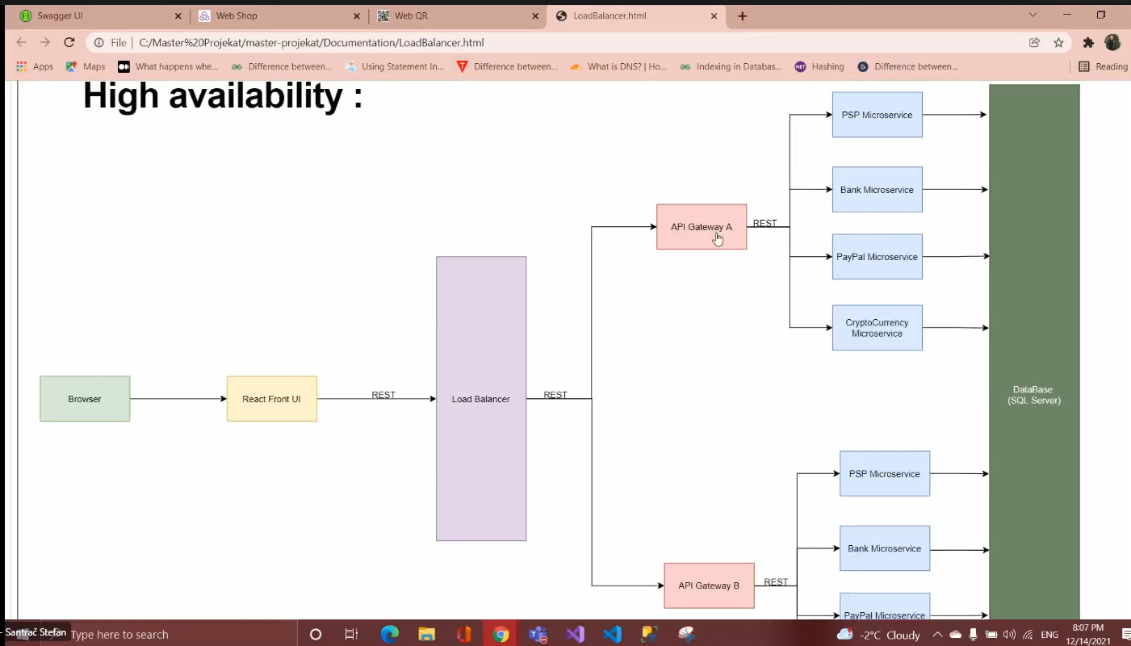 Swagger UI
Web Shop
Web QR
LoadBalancer.html
File | C:/Master%20Projekat/master-projekat/Documentation/LoadBalancer.html
Apps
Maps
What happens whe...
Difference between...
Using Statement In...
Difference between...
What is DNS? | Ho...
Indexing in Databas...
Hashing
Difference between...
Reading
High availability :
PSP Microservice
Bank Microservice
API Gateway A
REST
PayPal Microservice
CryptoCurrency
Microservice
Browser
React Front UI
REST
Load Balancer
REST
DataBase
(SQL Server)
PSP Microservice
Bank Microservice
API Gateway B
REST
PayPal Microservice
- Santrač Stefan
Type here to search
-2°C Cloudy
ENG
8:07 PM
12/14/2021